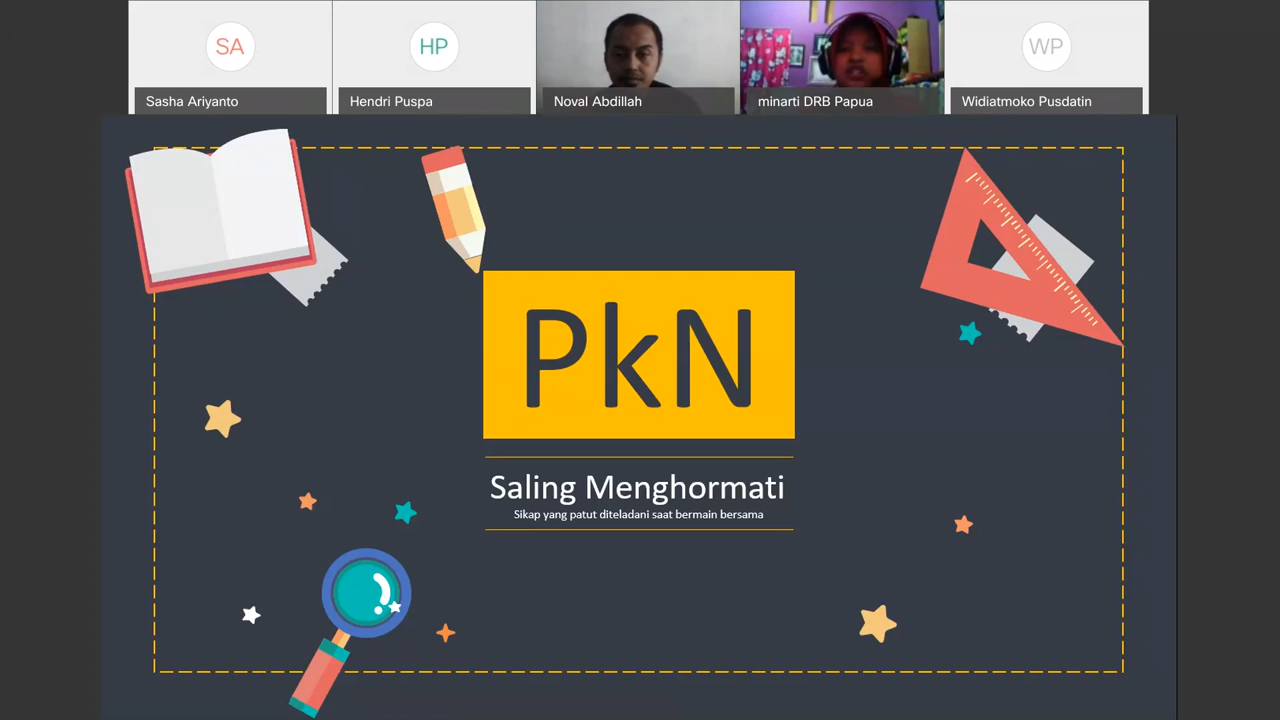 SA
HP
WP
Sasha Ariyanto
Hendri Puspa
Noval Abdillah
minarti DRB Papua
Widiatmoko Pusdatin
PkN
Saling Menghormati
Sikap yang patut diteladani saat bermain bersama